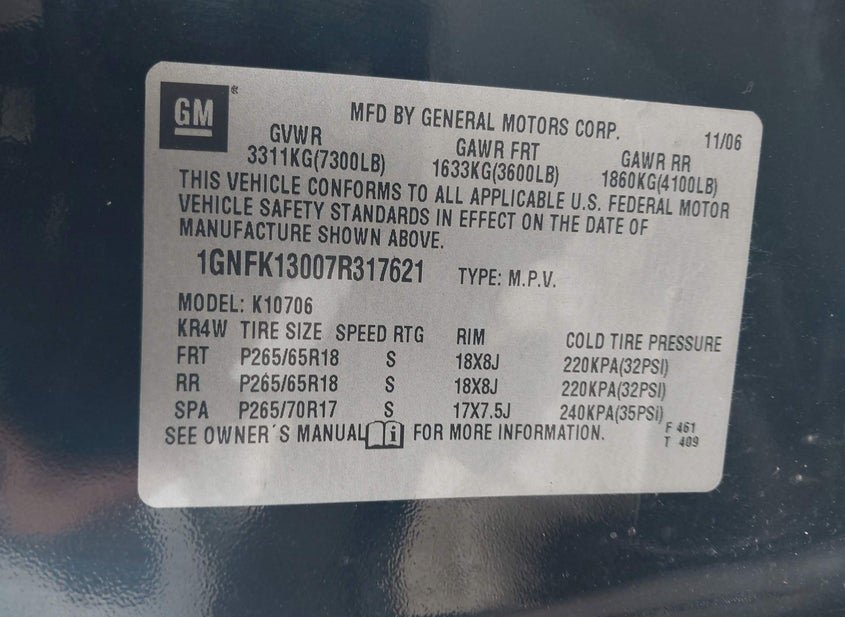 GM ®
MFD BY GENERAL MOTORS CORP. 11/06
GVWR GAWR FRT GAWR RR
3311KG(7300LB) 1633KG(3600LB) 1860KG(4100LB)
THIS VEHICLE CONFORMS TO ALL APPLICABLE U.S. FEDERAL MOTOR
VEHICLE SAFETY STANDARDS IN EFFECT ON THE DATE OF
MANUFACTURE SHOWN ABOVE.
1GNFK13007R317621 TYPE: M.P.V.
MODEL: K10706
KR4W TIRE SIZE SPEED RTG RIM COLD TIRE PRESSURE
FRT P265/65R18 S 18X8J 220KPA(32PSI)
RR P265/65R18 S 18X8J 220KPA(32PSI)
SPA P265/70R17 S 17X7.5J 240KPA(35PSI)
SEE OWNER´S MANUAL i FOR MORE INFORMATION. F 461
T 409